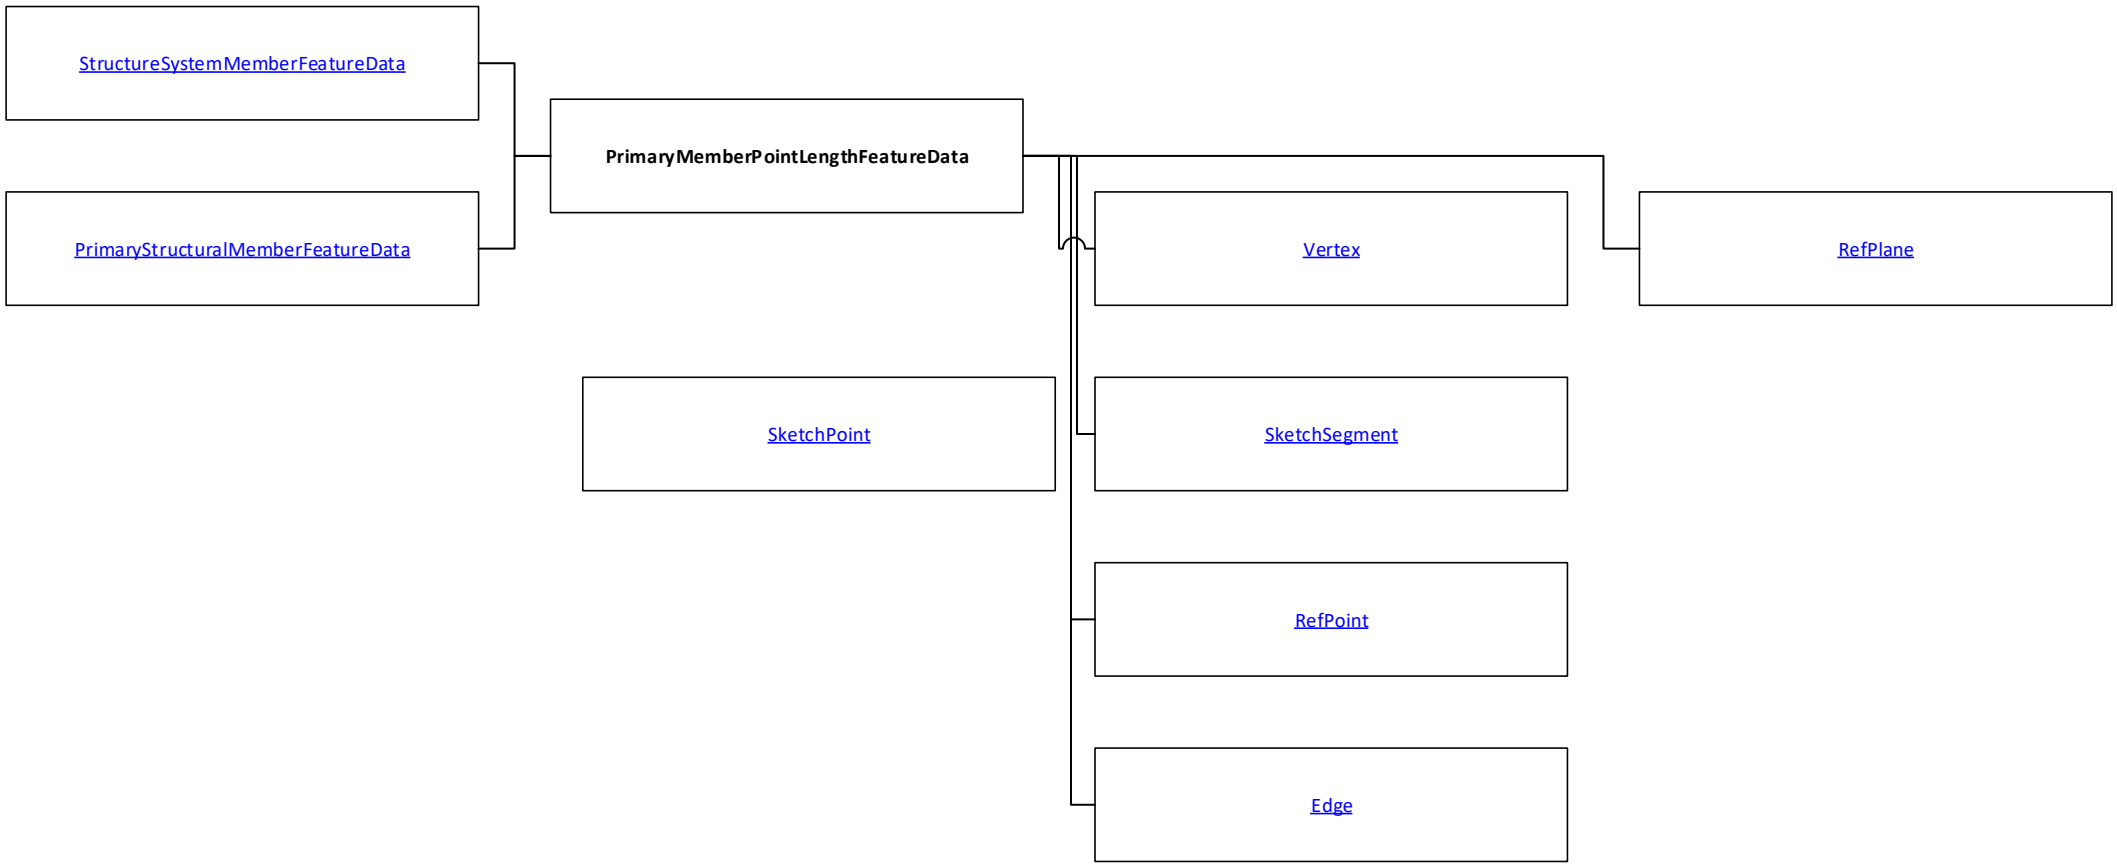 StructureSystemMemberFeatureData
PrimaryMemberPointLengthFeatureData
PrimaryStructuralMemberFeatureData
Vertex
RefPlane
SketchPoint
SketchSegment
RefPoint
Edge